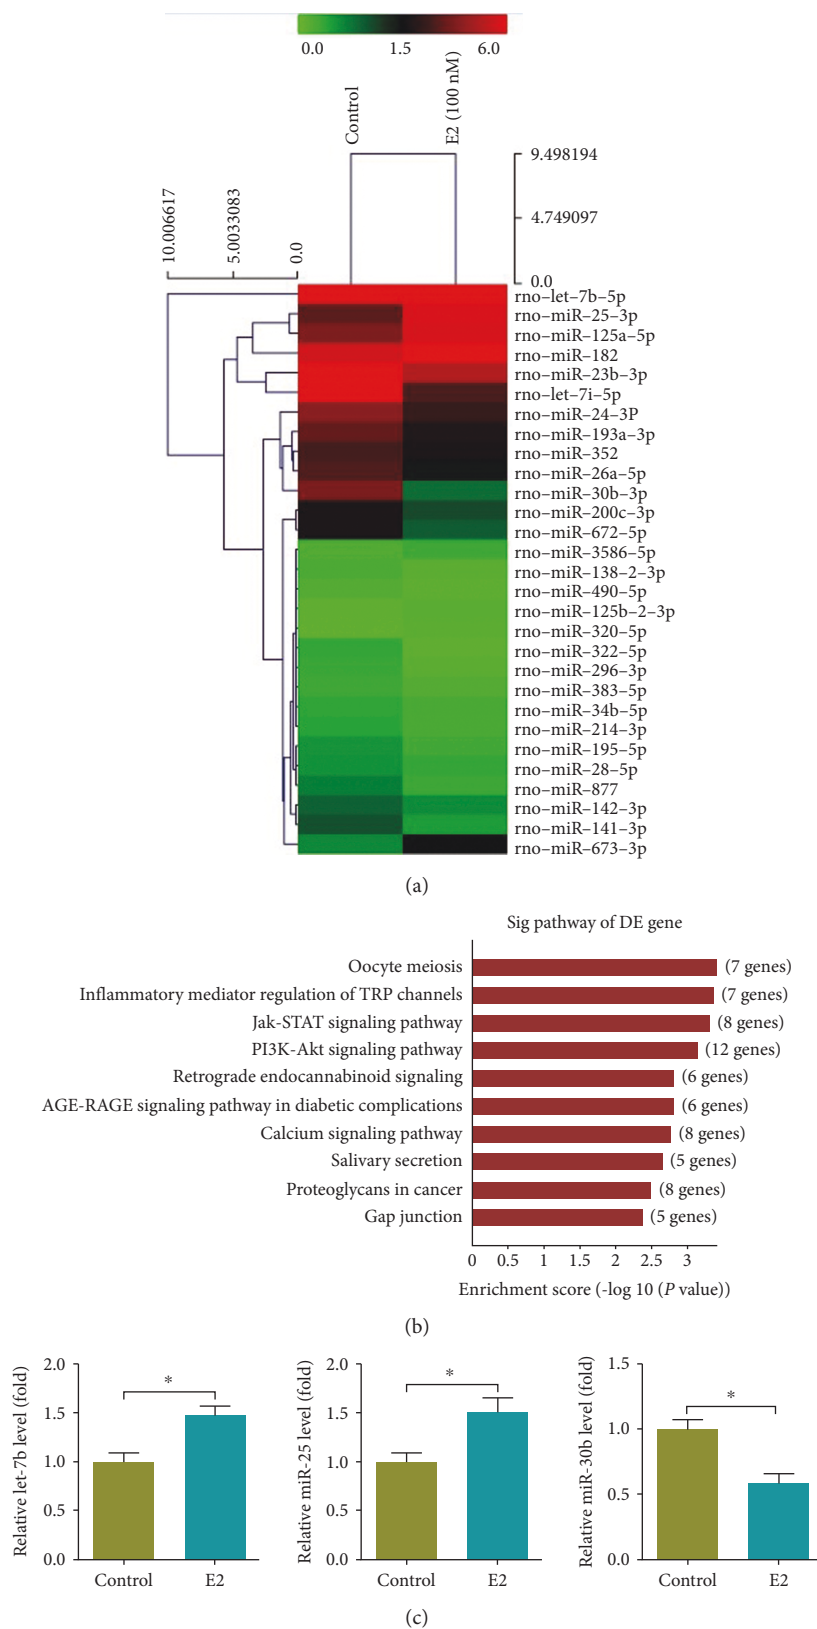 0.0 1.5 6.0
Control
E2 (100 nM)
9.498194
4.749097
0.0
10.006617
5.0033083
0.0
rno–let–7b–5p
rno–miR–25–3p
rno–miR–125a–5p
rno–miR–182
rno–miR–23b–3p
rno–let–7i–5p
rno–miR–24–3P
rno–miR–193a–3p
rno–miR–352
rno–miR–26a–5p
rno–miR–30b–3p
rno–miR–200c–3p
rno–miR–672–5p
rno–miR–3586–5p
rno–miR–138–2–3p
rno–miR–490–5p
rno–miR–125b–2–3p
rno–miR–320–5p
rno–miR–322–5p
rno–miR–296–3p
rno–miR–383–5p
rno–miR–34b–5p
rno–miR–214–3p
rno–miR–195–5p
rno–miR–28–5p
rno–miR–877
rno–miR–142–3p
rno–miR–141–3p
rno–miR–673–3p
(a)
Sig pathway of DE gene
Oocyte meiosis (7 genes)
Inflammatory mediator regulation of TRP channels (7 genes)
Jak-STAT signaling pathway (8 genes)
PI3K-Akt signaling pathway (12 genes)
Retrograde endocannabinoid signaling (6 genes)
AGE-RAGE signaling pathway in diabetic complications (6 genes)
Calcium signaling pathway (8 genes)
Salivary secretion (5 genes)
Proteoglycans in cancer (8 genes)
Gap junction (5 genes)
0 0.5 1 1.5 2 2.5 3
Enrichment score (-log 10 (P value))
(b)
Relative let-7b level (fold)
2.0
1.5
1.0
0.5
0.0
*
Control E2
Relative miR-25 level (fold)
2.0
1.5
1.0
0.5
0.0
*
Control E2
Relative miR-30b level (fold)
1.5
1.0
0.5
0.0
*
Control E2
(c)